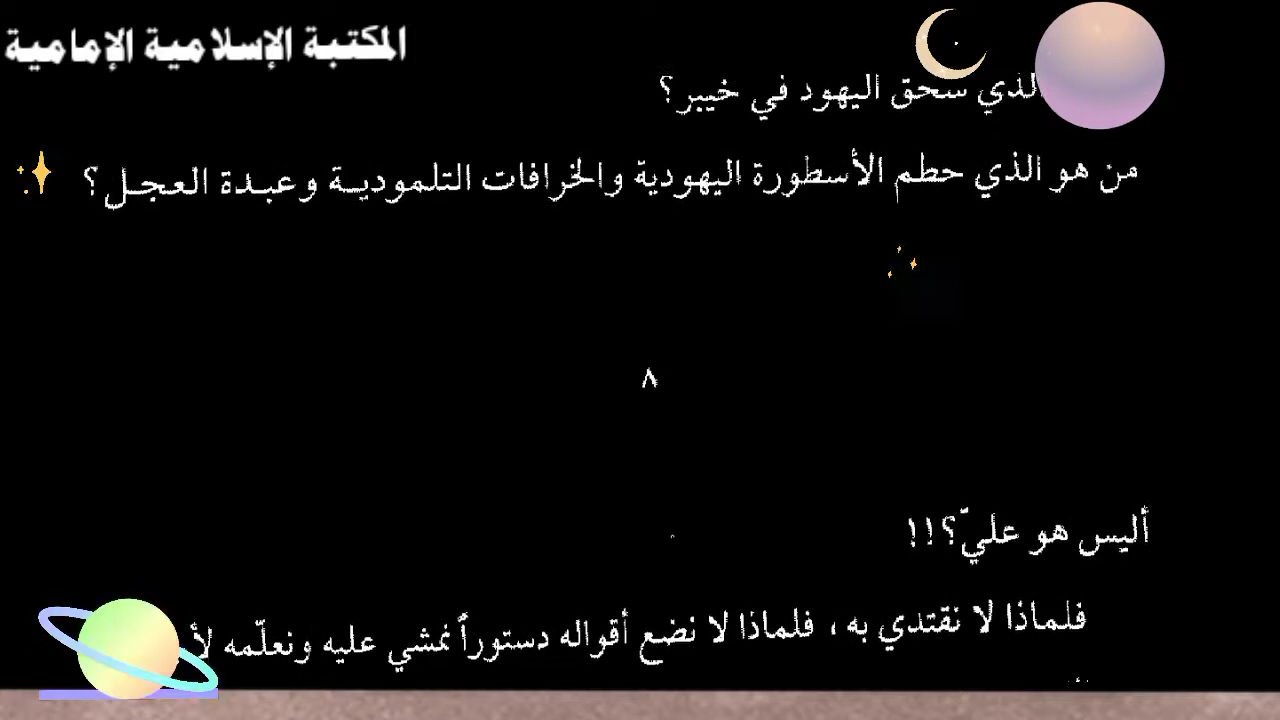 المكتبة الإسلامية الإمامية
الذي سحق اليهود في خيبر؟
من هو الذي حطم الأسطورة اليهودية والخرافات التلمودية وعبدة العجل؟
٨
أليس هو عليّ؟!!
فلماذا لا نقتدي به ، فلماذا لا نضع أقواله دستوراً نمشي عليه ونعلّمه